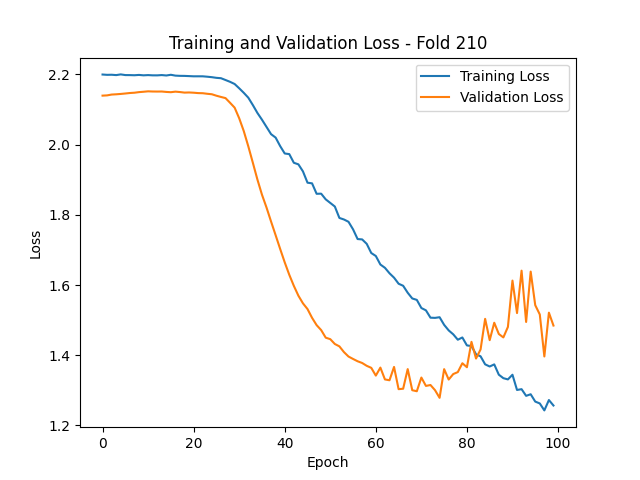 Training and Validation Loss - Fold 210
Training Loss
Validation Loss
Loss
2.2
2.0
1.8
1.6
1.4
1.2
0
20
40
60
80
100
Epoch